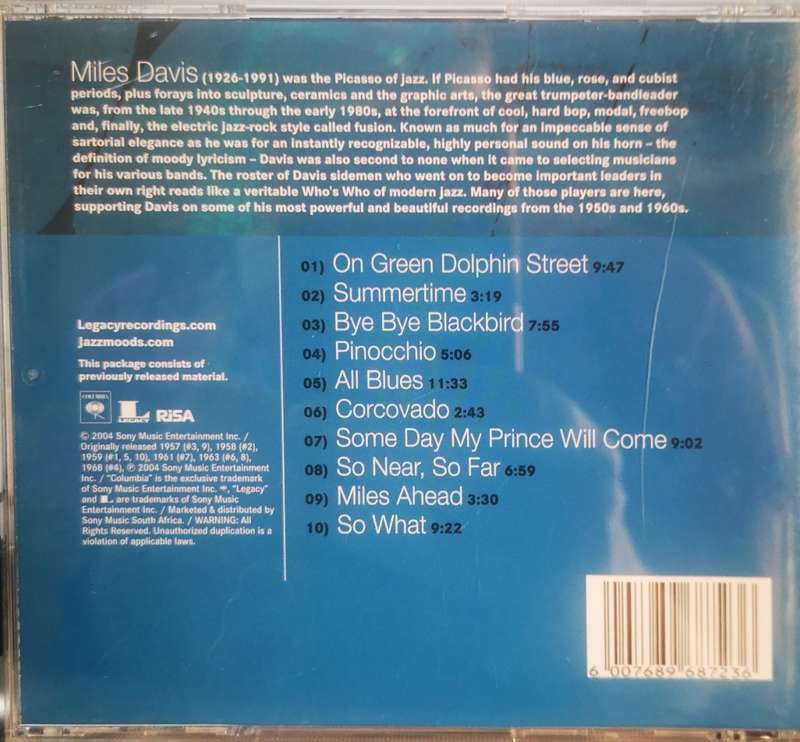 Miles Davis (1926-1991) was the Picasso of jazz. If Picasso had his blue, rose, and cubist
periods, plus forays into sculpture, ceramics and the graphic arts, the great trumpeter-bandleader
was, from the late 1940s through the early 1980s, at the forefront of cool, hard bop, modal, freebop
and, finally, the electric jazz-rock style called fusion. Known as much for an impeccable sense of
sartorial elegance as he was for an instantly recognizable, highly personal sound on his horn – the
definition of moody lyricism – Davis was also second to none when it came to selecting musicians
for his various bands. The roster of Davis sidemen who went on to become important leaders in
their own right reads like a veritable Who's Who of modern jazz. Many of those players are here,
supporting Davis on some of his most powerful and beautiful recordings from the 1950s and 1960s.
01) On Green Dolphin Street 9:47
02) Summertime 3:19
03) Bye Bye Blackbird 7:55
04) Pinocchio 5:06
05) All Blues 11:33
06) Corcovado 2:43
07) Some Day My Prince Will Come 9:02
08) So Near, So Far 6:59
09) Miles Ahead 3:30
10) So What 9:22
Legacyrecordings.com
jazzmoods.com
This package consists of
previously released material.
COLUMBIA
L LEGACY RiSA
© 2004 Sony Music Entertainment Inc. /
Originally released 1957 (#3, 9), 1958 (#2),
1959 (#1, 5, 10), 1961 (#7), 1963 (#6, 8),
1968 (#4), ℗ 2004 Sony Music Entertainment
Inc. / "Columbia" is the exclusive trademark
of Sony Music Entertainment Inc. "Legacy"
and L are trademarks of Sony Music
Entertainment Inc. / Marketed & distributed by
Sony Music South Africa. / WARNING: All
Rights Reserved. Unauthorized duplication is a
violation of applicable laws.
6 007689 687236